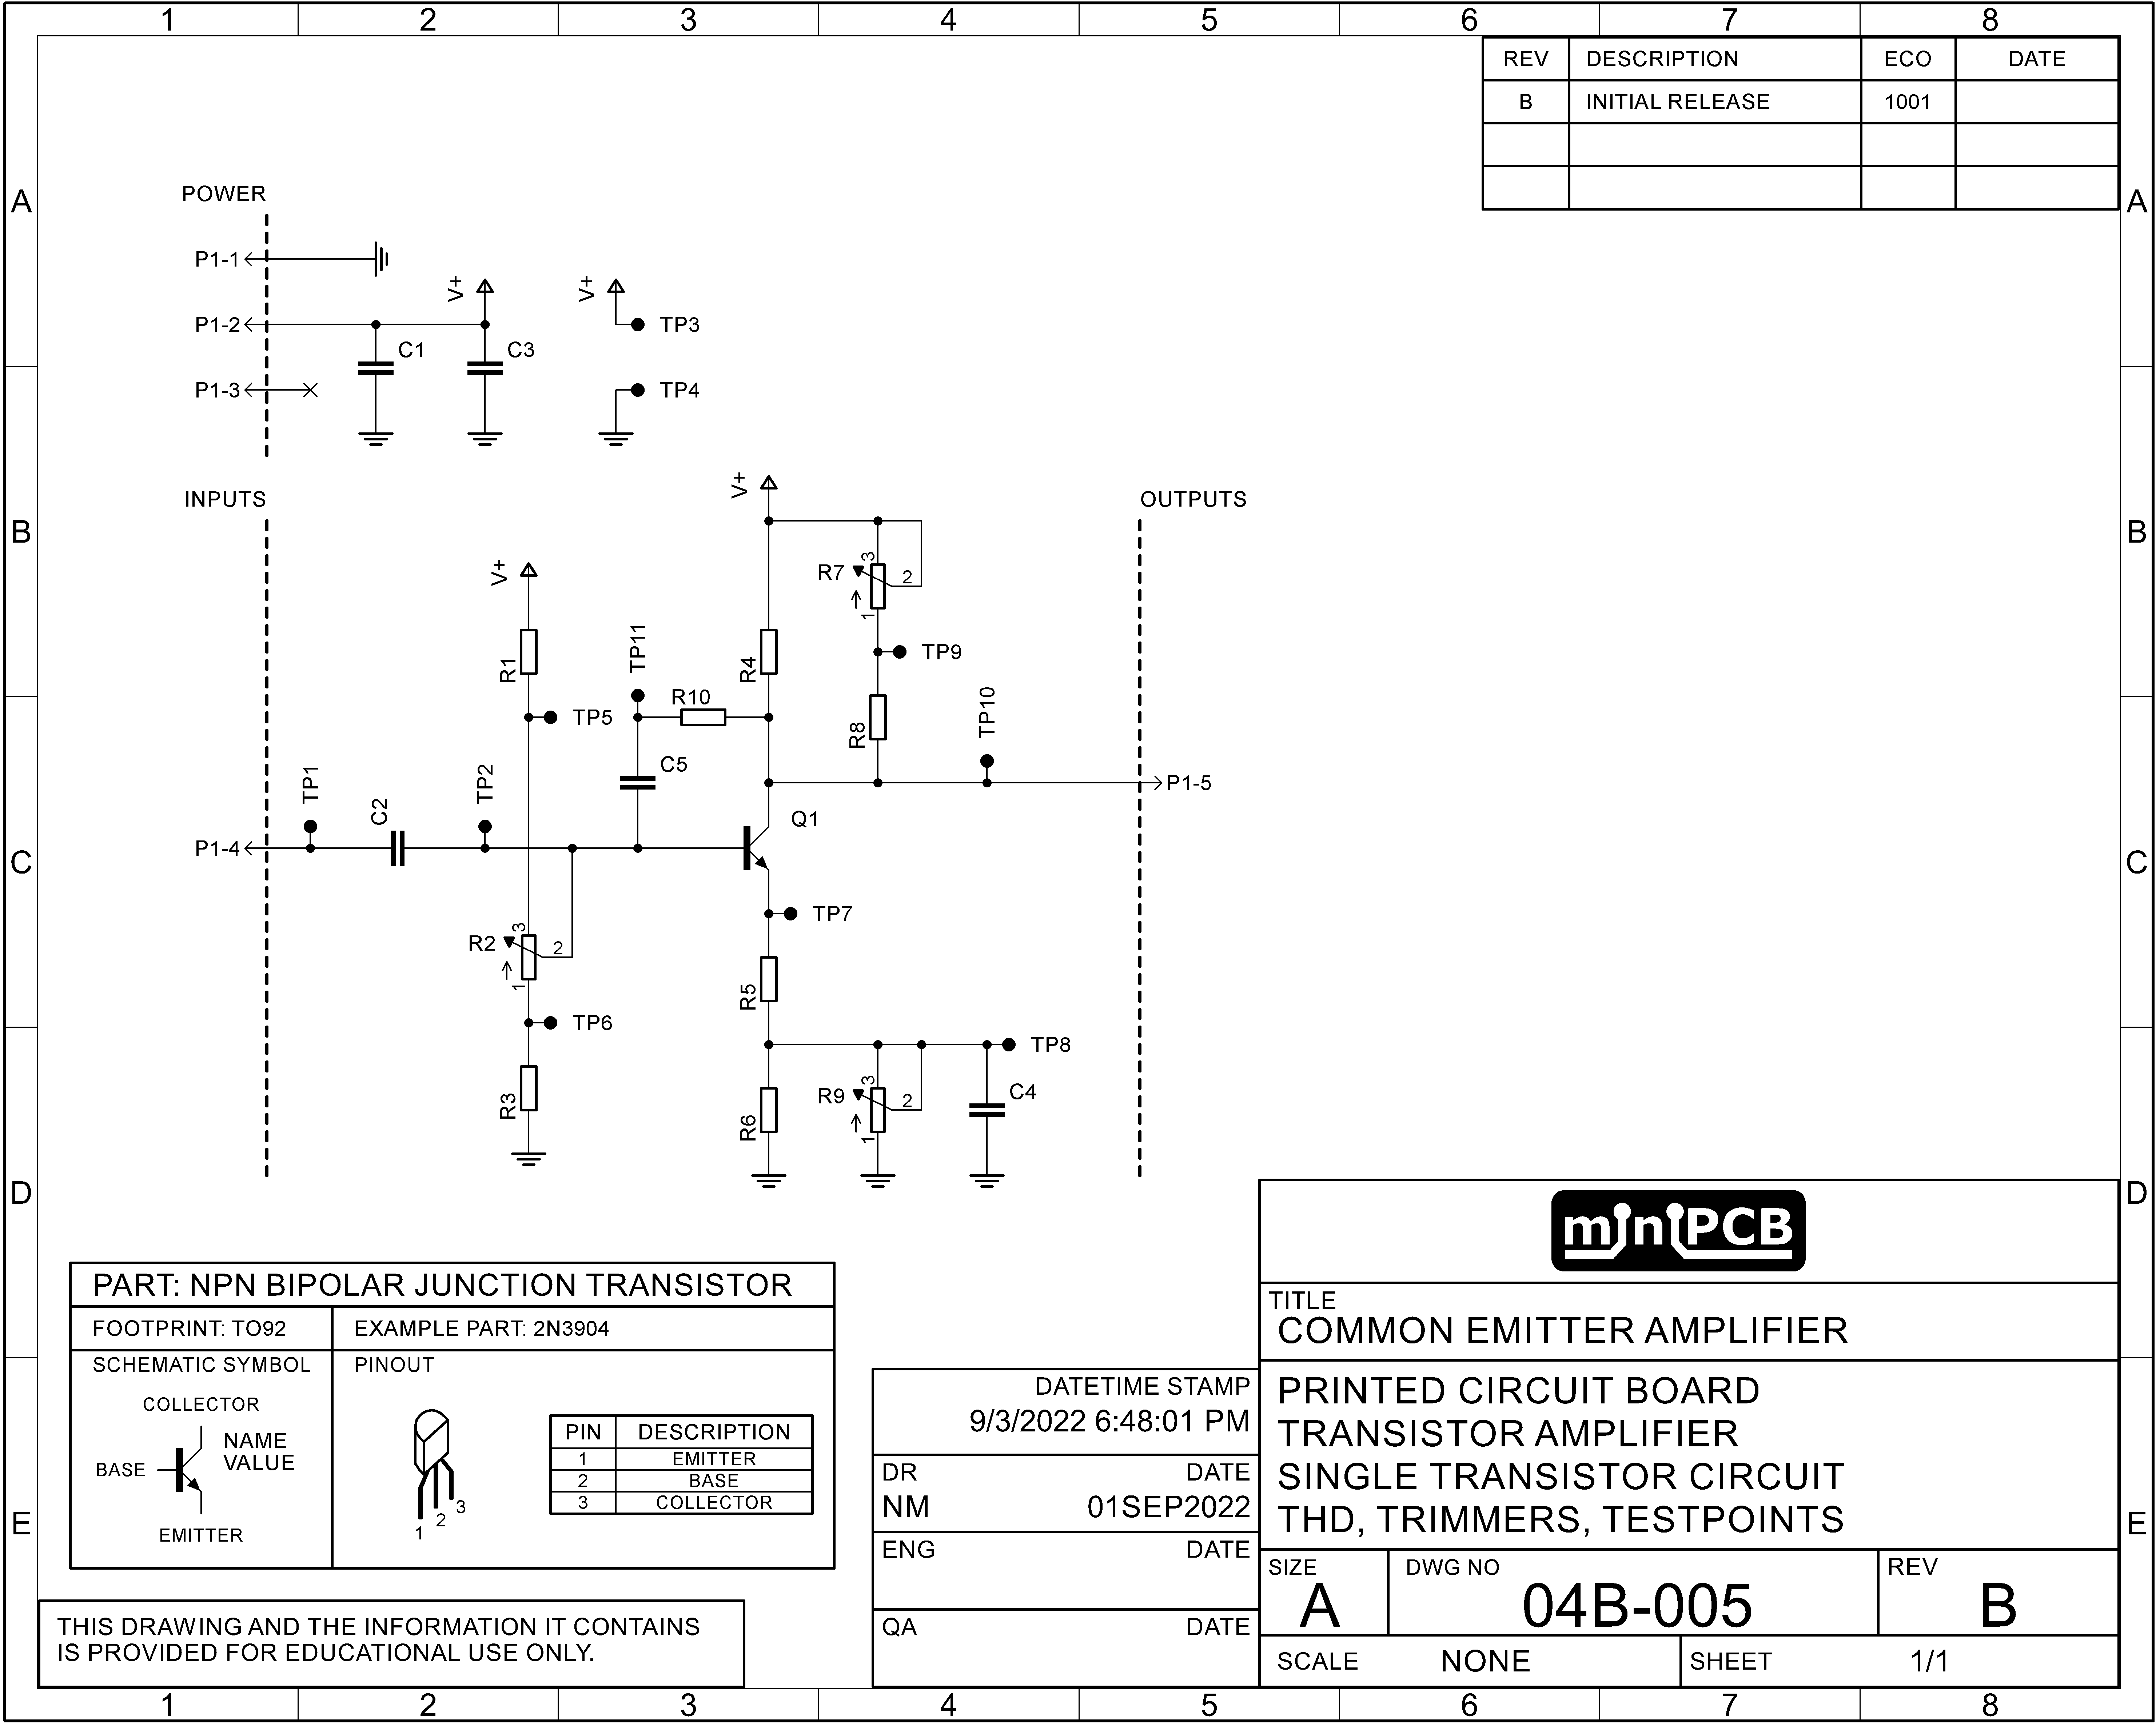 1 2 3 4 5 6 7 8
REV DESCRIPTION ECO DATE
B INITIAL RELEASE 1001
A A
POWER
P1-1
V+ V+
P1-2 TP3
C1 C3
P1-3 TP4
V+
INPUTS OUTPUTS
B B
V+
3
R7 2
1
TP11
R1 R4 TP9
R10
TP5 R8 TP10
C5
TP1 C2 TP2 P1-5
Q1
P1-4
C C
TP7
3
R2 2
1
R5
TP6
TP8
3
R9 2 C4
1
R3 R6
D D
miniPCB
PART: NPN BIPOLAR JUNCTION TRANSISTOR
FOOTPRINT: TO92 EXAMPLE PART: 2N3904
SCHEMATIC SYMBOL PINOUT
COLLECTOR
NAME
VALUE
BASE
EMITTER
1 2 3
PIN DESCRIPTION
1 EMITTER
2 BASE
3 COLLECTOR
TITLE
COMMON EMITTER AMPLIFIER
PRINTED CIRCUIT BOARD
TRANSISTOR AMPLIFIER
SINGLE TRANSISTOR CIRCUIT
THD, TRIMMERS, TESTPOINTS
DATETIME STAMP
9/3/2022 6:48:01 PM
DR DATE
NM 01SEP2022
ENG DATE
QA DATE
E E
SIZE DWG NO REV
A 04B-005 B
SCALE NONE SHEET 1/1
THIS DRAWING AND THE INFORMATION IT CONTAINS
IS PROVIDED FOR EDUCATIONAL USE ONLY.
1 2 3 4 5 6 7 8